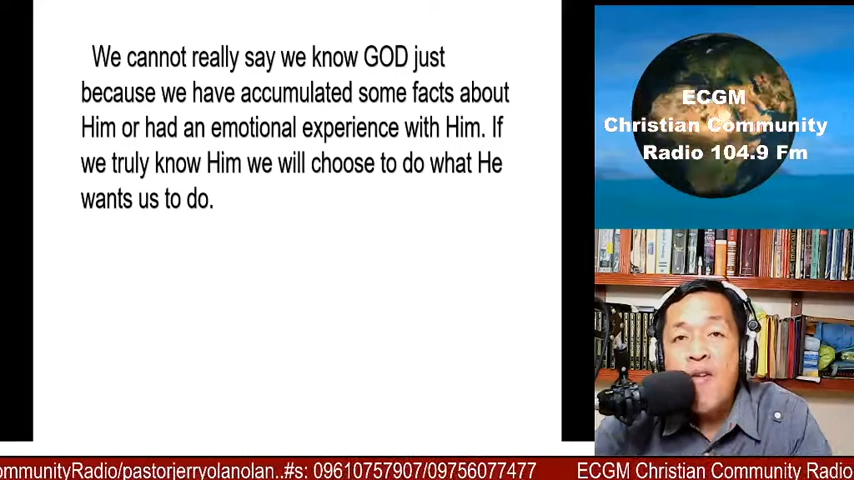 We cannot really say we know GOD just
because we have accumulated some facts about
Him or had an emotional experience with Him. If
we truly know Him we will choose to do what He
wants us to do.
ECGM
Christian Community
Radio 104.9 Fm
ommunityRadio/pastorjerryolanolan..#s: 09610757907/09756077477 ECGM Christian Community Radio